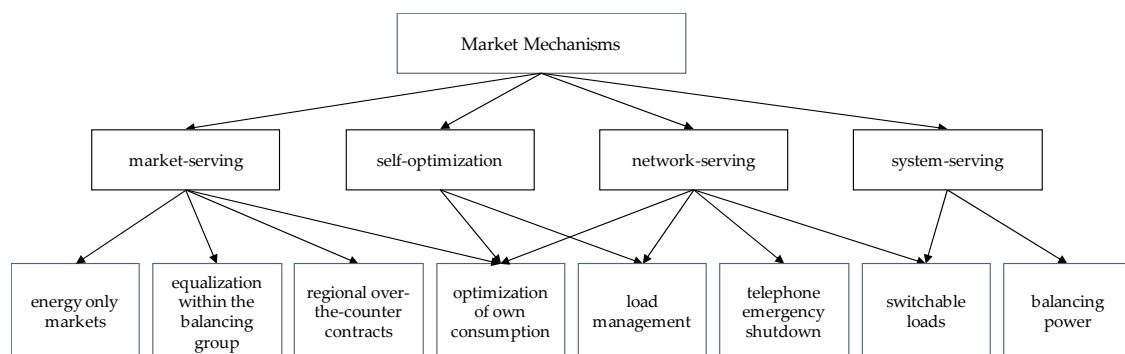 Market Mechanisms
market-serving
self-optimization
network-serving
system-serving
energy only
markets
equalization
within the
balancing
group
regional over-
the-counter
contracts
optimization
of own
consumption
load
management
telephone
emergency
shutdown
switchable
loads
balancing
power